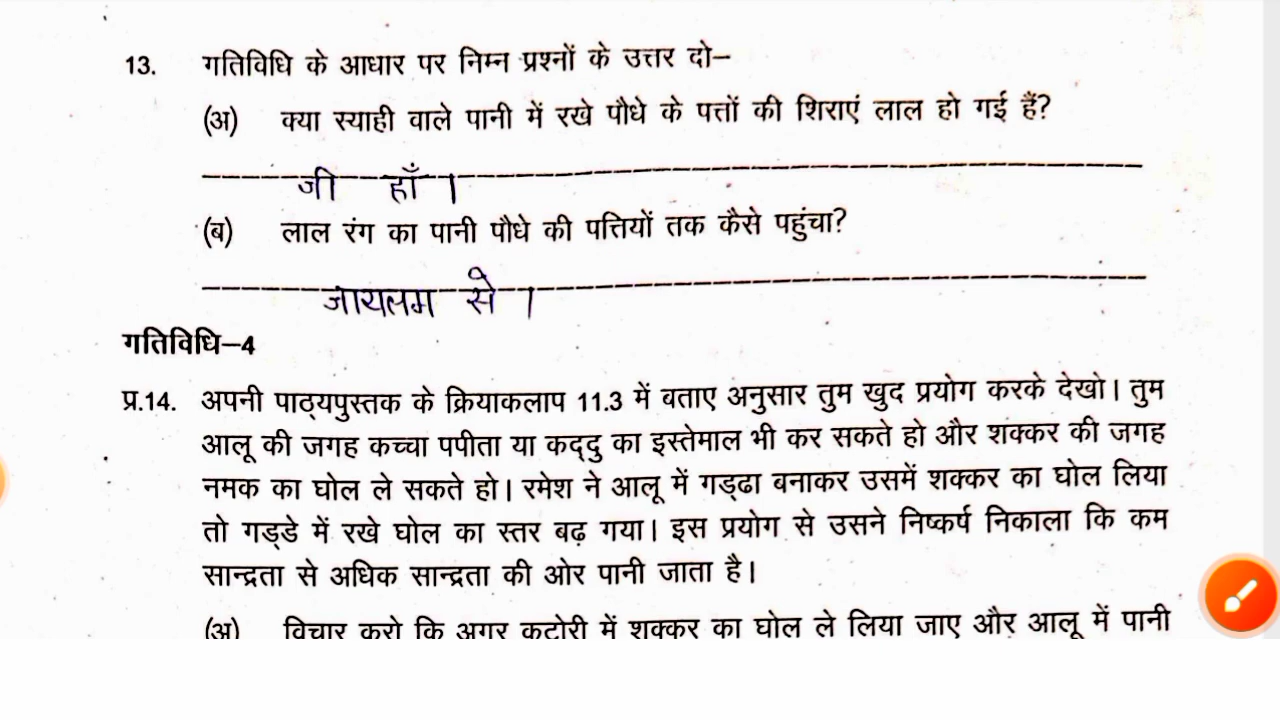 13. गतिविधि के आधार पर निम्न प्रश्नों के उत्तर दो–
(अ) क्या स्याही वाले पानी में रखे पौधे के पत्तों की शिराएं लाल हो गई हैं?
जी हाँ ।
(ब) लाल रंग का पानी पौधे की पत्तियों तक कैसे पहुंचा?
जायलम से ।
गतिविधि–4
प्र.14. अपनी पाठ्यपुस्तक के क्रियाकलाप 11.3 में बताए अनुसार तुम खुद प्रयोग करके देखो। तुम
आलू की जगह कच्चा पपीता या कद्दु का इस्तेमाल भी कर सकते हो और शक्कर की जगह
नमक का घोल ले सकते हो। रमेश ने आलू में गड्ढा बनाकर उसमें शक्कर का घोल लिया
तो गड्डे में रखे घोल का स्तर बढ़ गया। इस प्रयोग से उसने निष्कर्ष निकाला कि कम
सान्द्रता से अधिक सान्द्रता की ओर पानी जाता है।
(अ) विचार करो कि अगर कटोरी में शक्कर का घोल ले लिया जाए और आलू में पानी